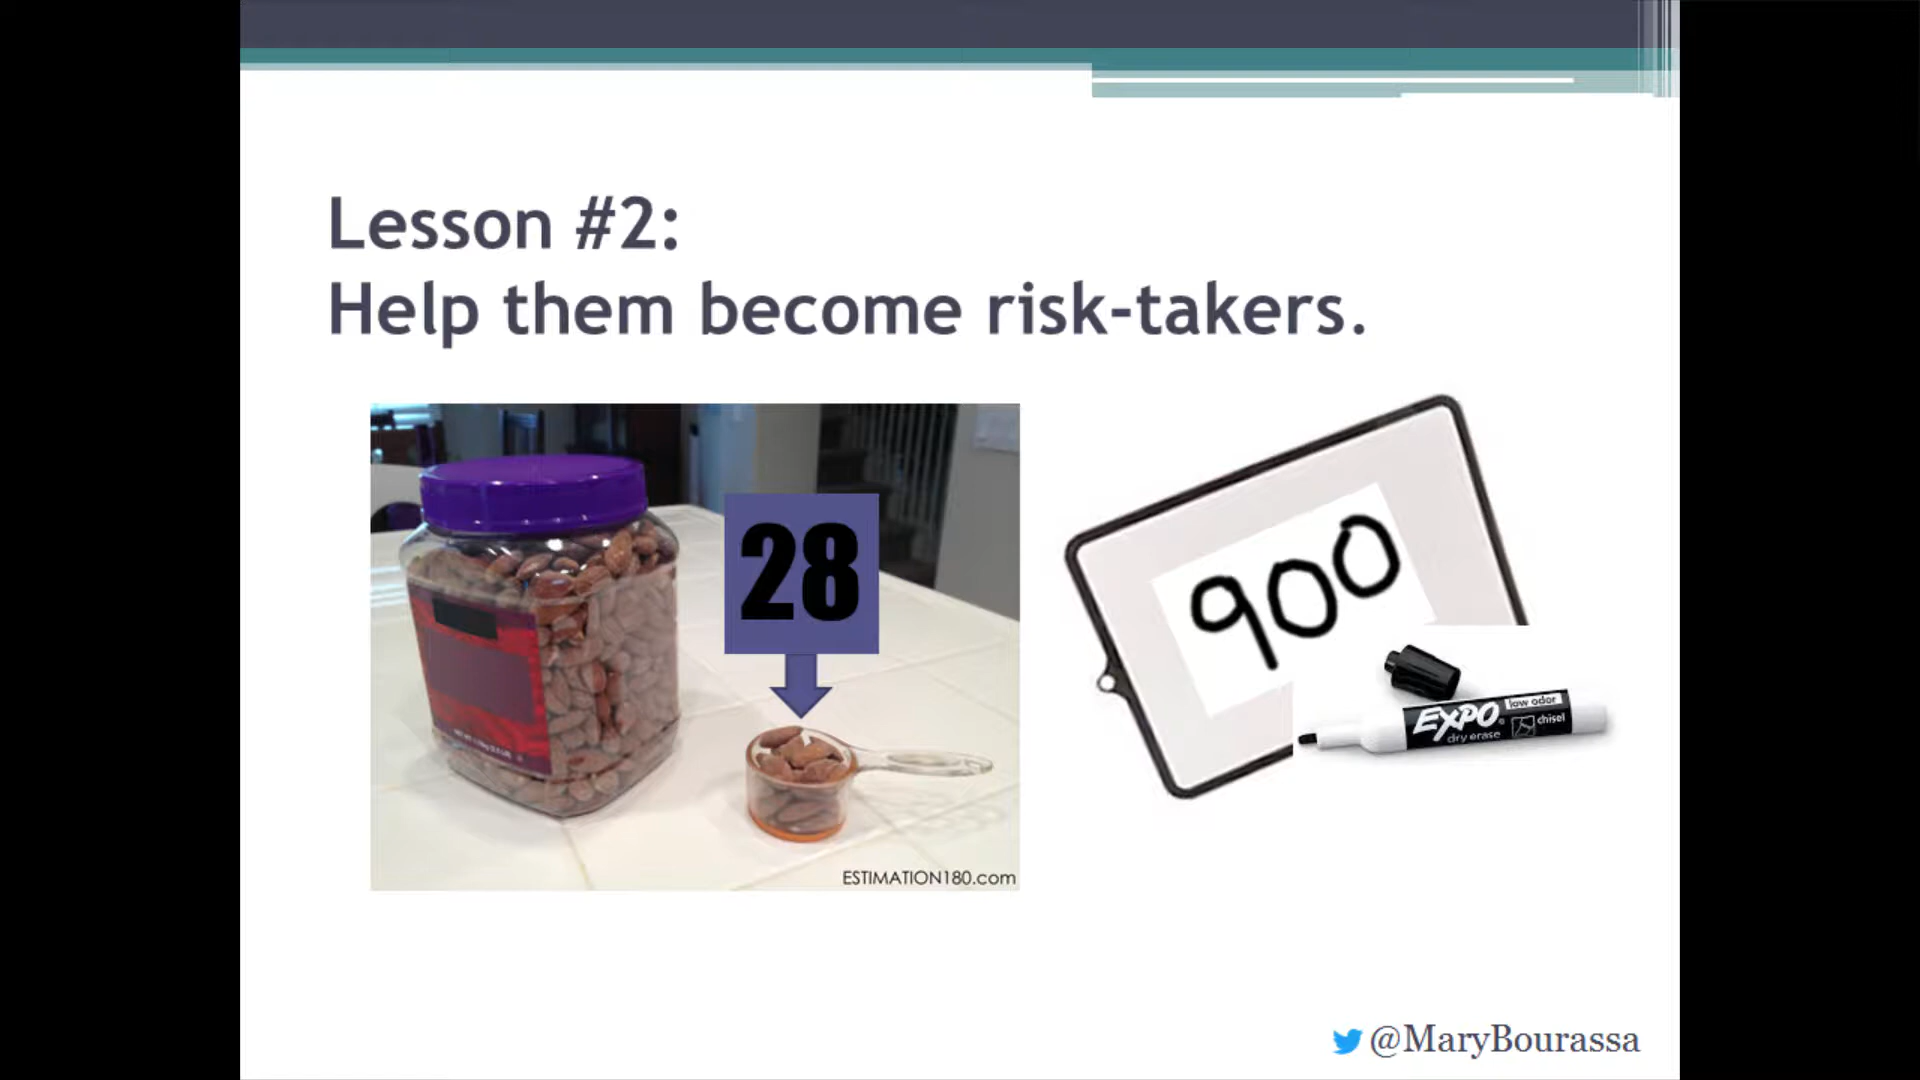 Lesson #2:
Help them become risk-takers.
28
900
EXPO
low odor
chisel
dry erase
ESTIMATION180.com
@MaryBourassa